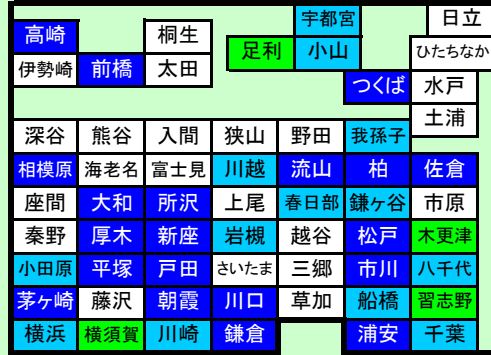 宇都宮 日立
高崎 桐生 足利 小山 ひたちなか
伊勢崎 前橋 太田
つくば 水戸
土浦
深谷 熊谷 入間 狭山 野田 我孫子
相模原 海老名 富士見 川越 流山 柏 佐倉
座間 大和 所沢 上尾 春日部 鎌ヶ谷 市原
秦野 厚木 新座 岩槻 越谷 松戸 木更津
小田原 平塚 戸田 さいたま 三郷 市川 八千代
茅ヶ崎 藤沢 朝霞 川口 草加 船橋 習志野
横浜 横須賀 川崎 鎌倉 浦安 千葉